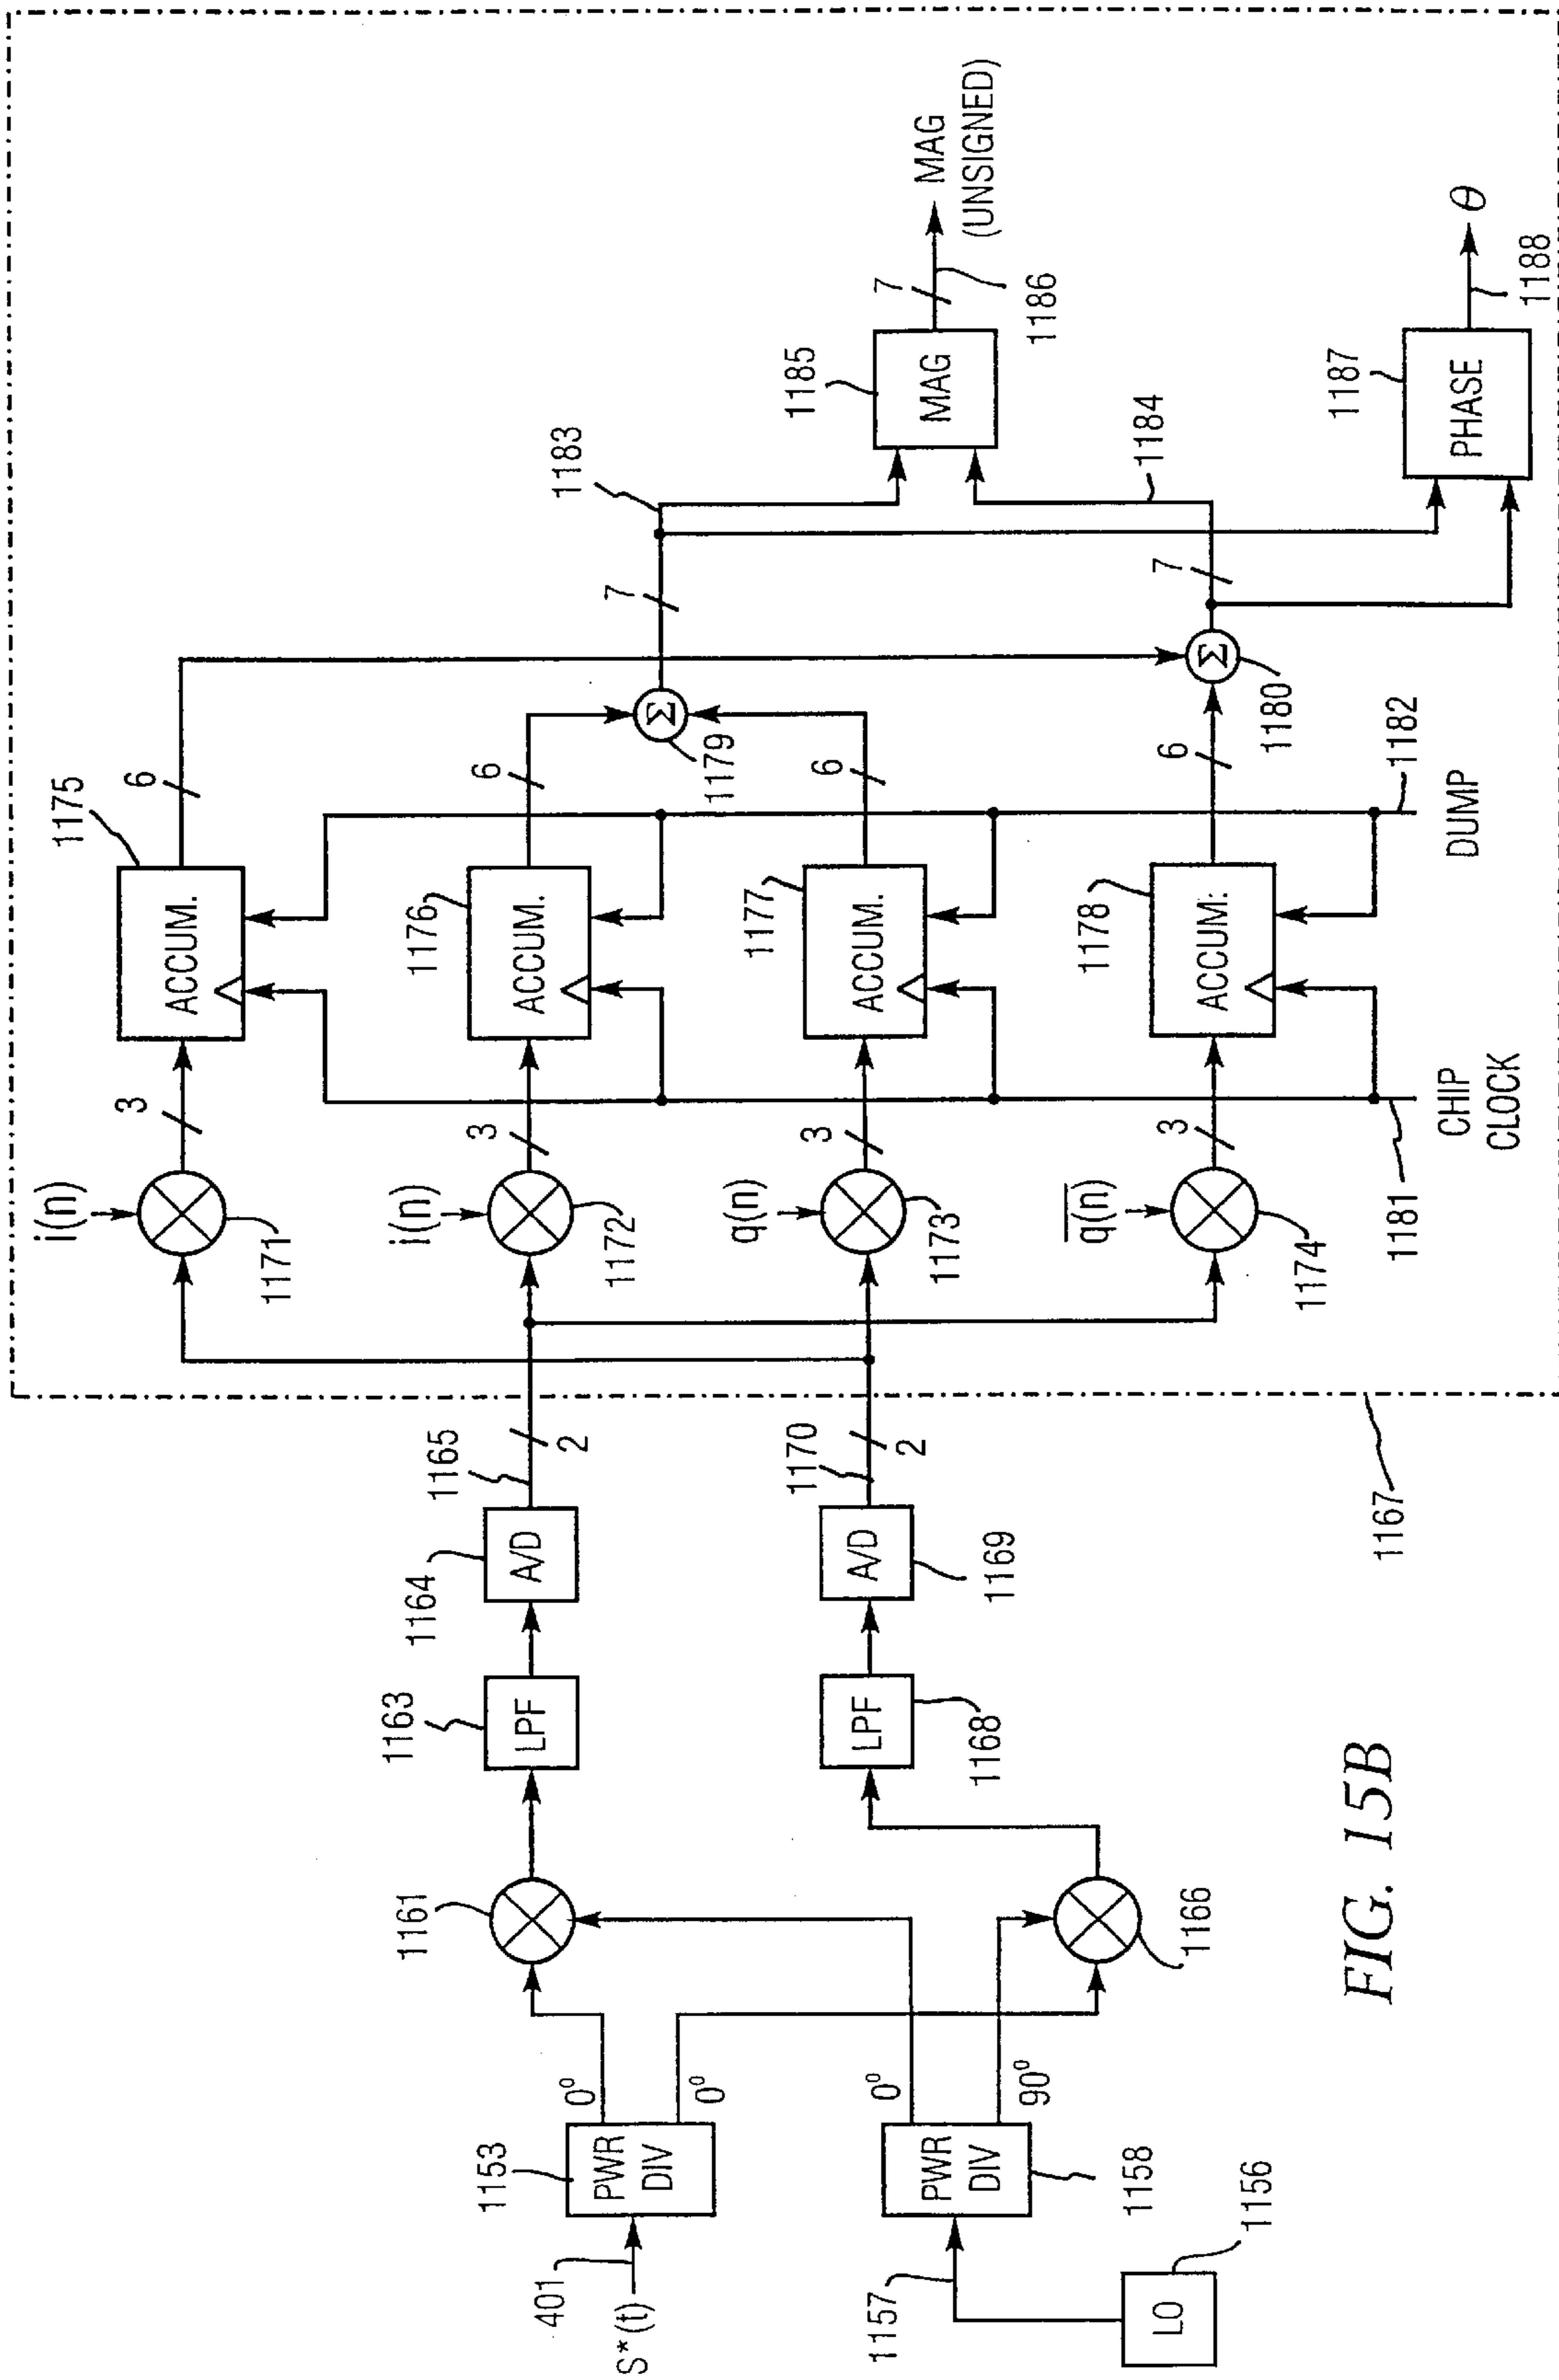 1175
6
i(n)
3
ACCUM.
1171
i(n)
3
1176
ACCUM.
6
1172
1179
Σ
7
1183
1185
MAG
7
MAG
(UNSIGNED)
1186
q(n)
3
1177
ACCUM.
6
1173
q(n)
3
1178
ACCUM.
6
Σ
7
1184
1174
1180
1187
PHASE
θ
1188
1181
CHIP
CLOCK
1182
DUMP
1161
1163
LPF
1164
A/D
1165
2
1153
PWR
DIV
0°
0°
401
S*(t)
LPF
1168
A/D
1169
1170
2
PWR
DIV
0°
90°
1158
1157
LO
1156
1166
1167
FIG. 15B